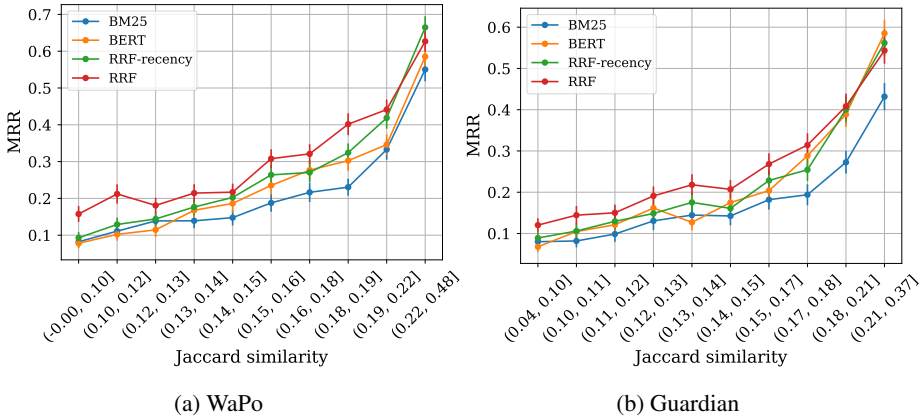 0.7
0.6
0.5
0.4
0.3
0.2
0.1
MRR
BM25
BERT
RRF-recency
RRF
(-0.00, 0.10]
(0.10, 0.12]
(0.12, 0.13]
(0.13, 0.14]
(0.14, 0.15]
(0.15, 0.16]
(0.16, 0.18]
(0.18, 0.19]
(0.19, 0.22]
(0.22, 0.48]
Jaccard similarity
(a) WaPo
0.6
0.5
0.4
0.3
0.2
0.1
MRR
BM25
BERT
RRF-recency
RRF
(0.04, 0.10]
(0.10, 0.11]
(0.11, 0.12]
(0.12, 0.13]
(0.13, 0.14]
(0.14, 0.15]
(0.15, 0.17]
(0.17, 0.18]
(0.18, 0.21]
(0.21, 0.37]
Jaccard similarity
(b) Guardian